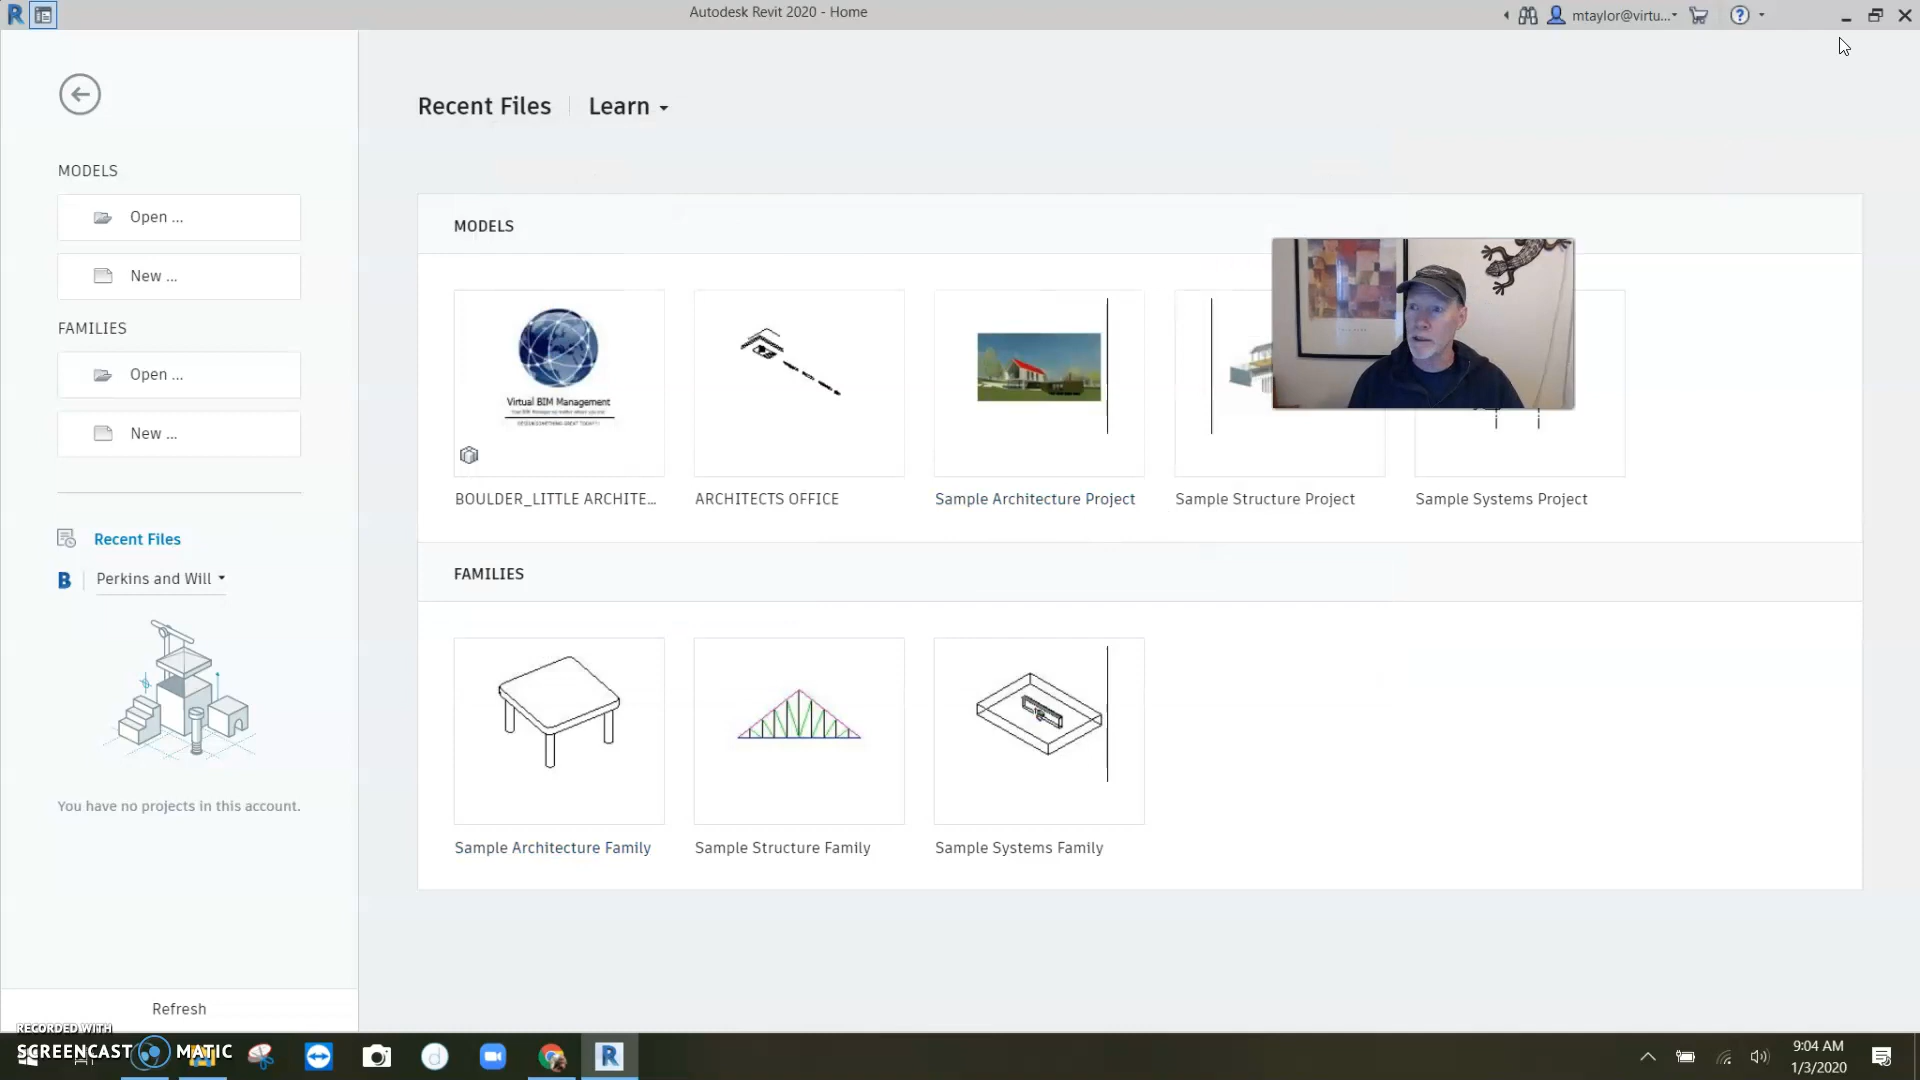 Autodesk Revit 2020 - Home
mtaylor@virtu...
Recent Files
Learn
MODELS
Open ...
New ...
FAMILIES
Open ...
New ...
Recent Files
B
Perkins and Will
You have no projects in this account.
Refresh
MODELS
Virtual BIM Management
BOULDER_LITTLE ARCHITE...
ARCHITECTS OFFICE
Sample Architecture Project
Sample Structure Project
Sample Systems Project
FAMILIES
Sample Architecture Family
Sample Structure Family
Sample Systems Family
RECORDED WITH
SCREENCAST MATIC
9:04 AM
1/3/2020